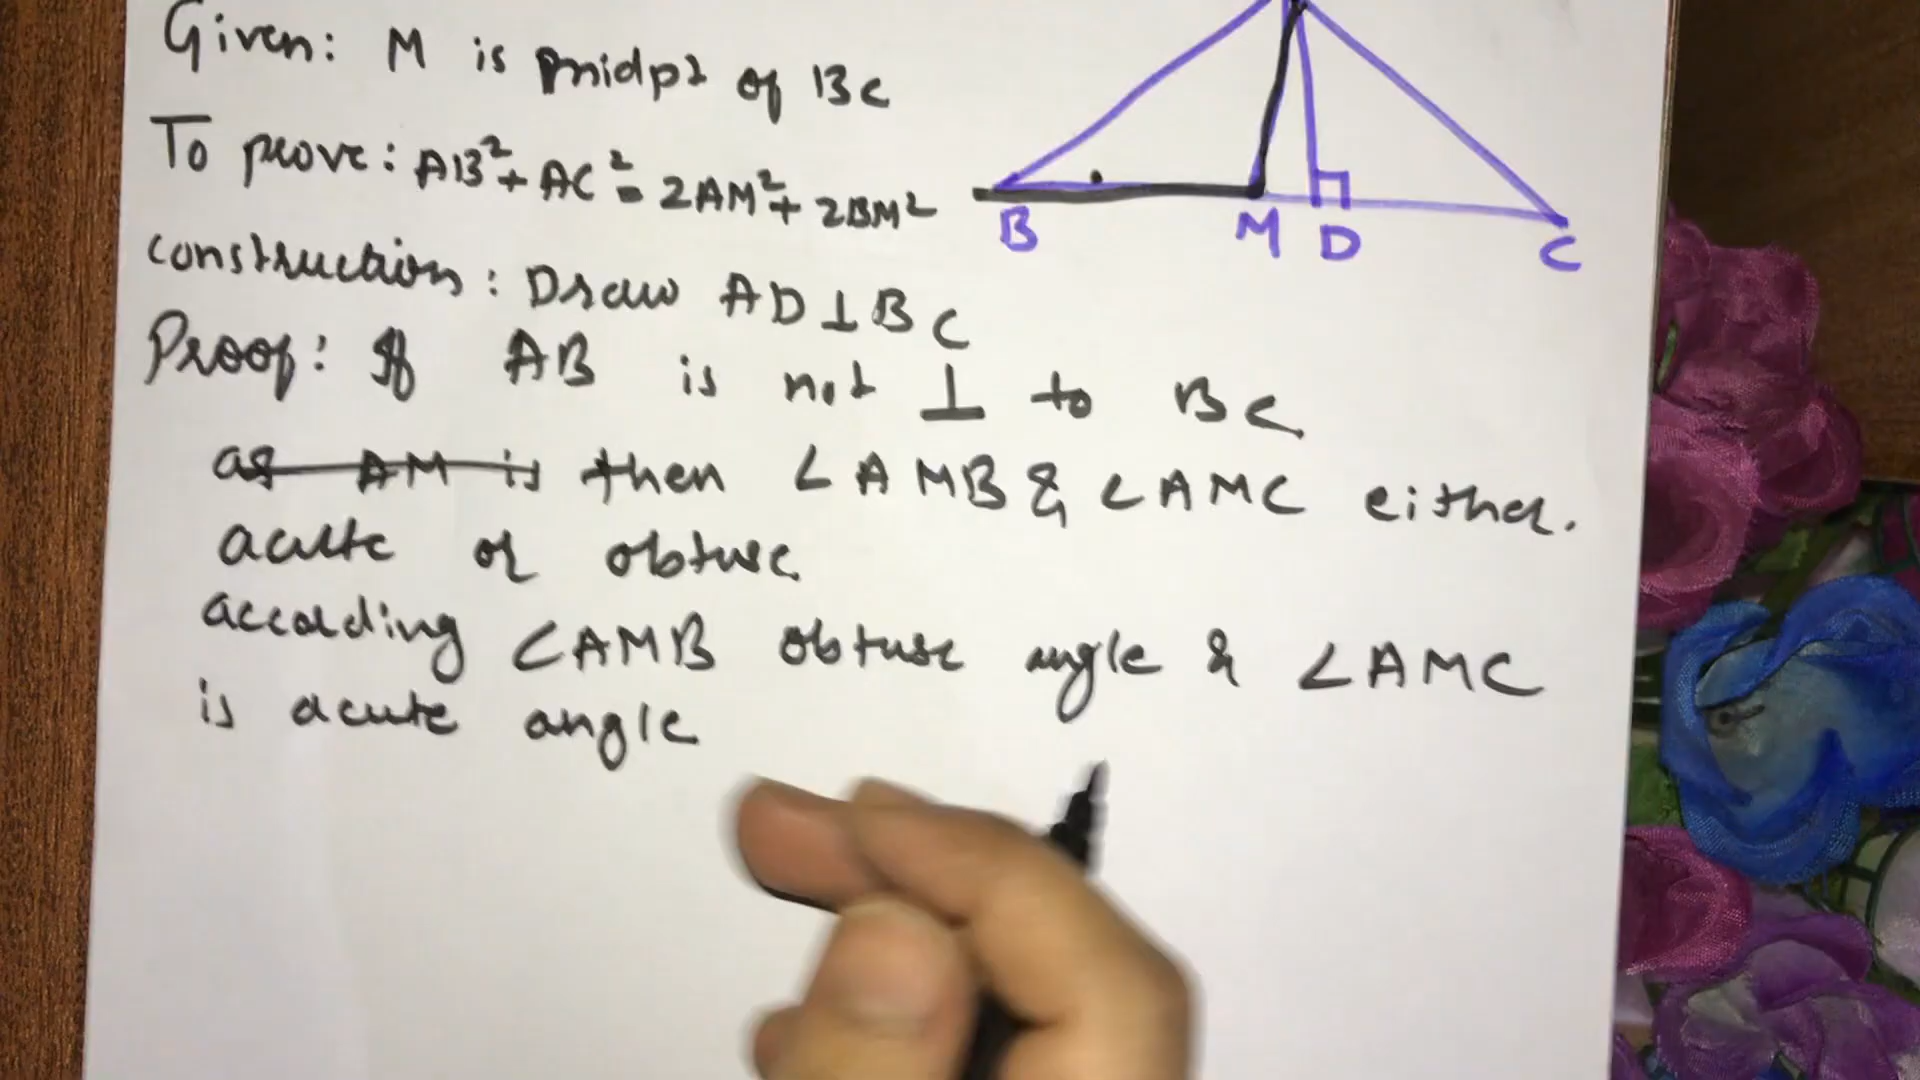 Given: M is midpt of BC
To prove: AB²+ AC² = 2AM²+ 2BM²
construction: Draw AD⊥BC
Proof: If AB is not ⊥ to BC
as AM is then ∠AMB & ∠AMC either.
acute or obtuse
according ∠AMB obtuse angle & ∠AMC
is acute angle
B M D C